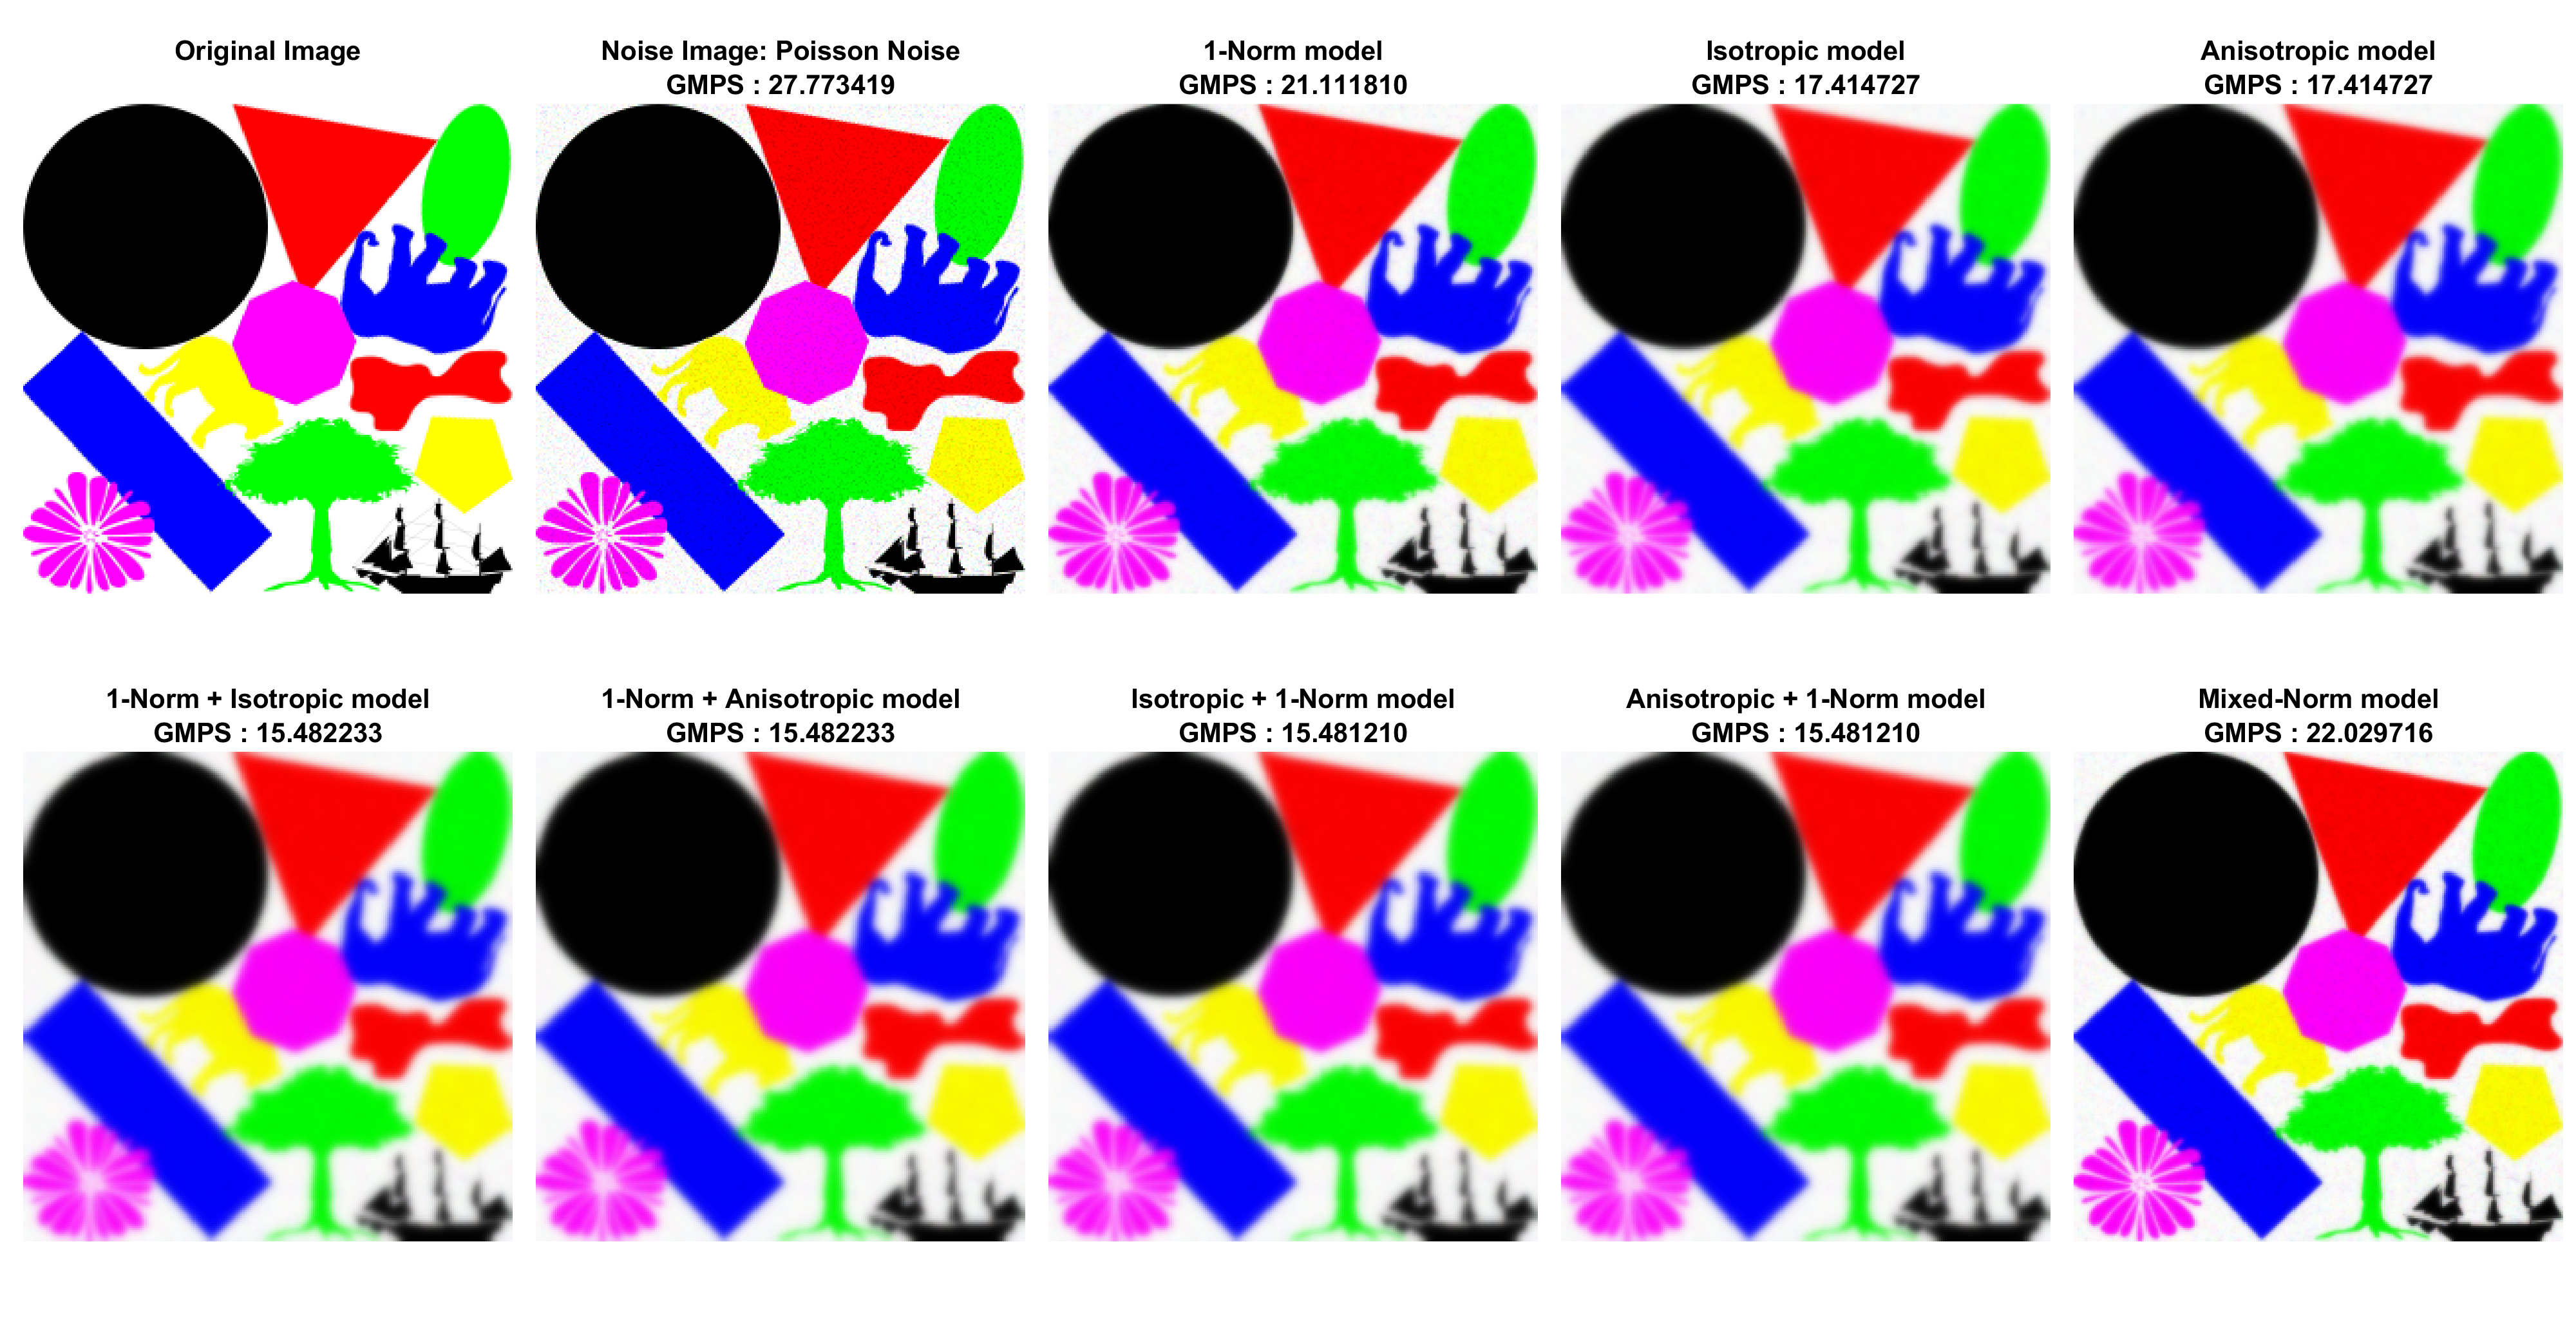 Original Image
Noise Image: Poisson Noise
GMPS : 27.773419
1-Norm model
GMPS : 21.111810
Isotropic model
GMPS : 17.414727
Anisotropic model
GMPS : 17.414727
1-Norm + Isotropic model
GMPS : 15.482233
1-Norm + Anisotropic model
GMPS : 15.482233
Isotropic + 1-Norm model
GMPS : 15.481210
Anisotropic + 1-Norm model
GMPS : 15.481210
Mixed-Norm model
GMPS : 22.029716